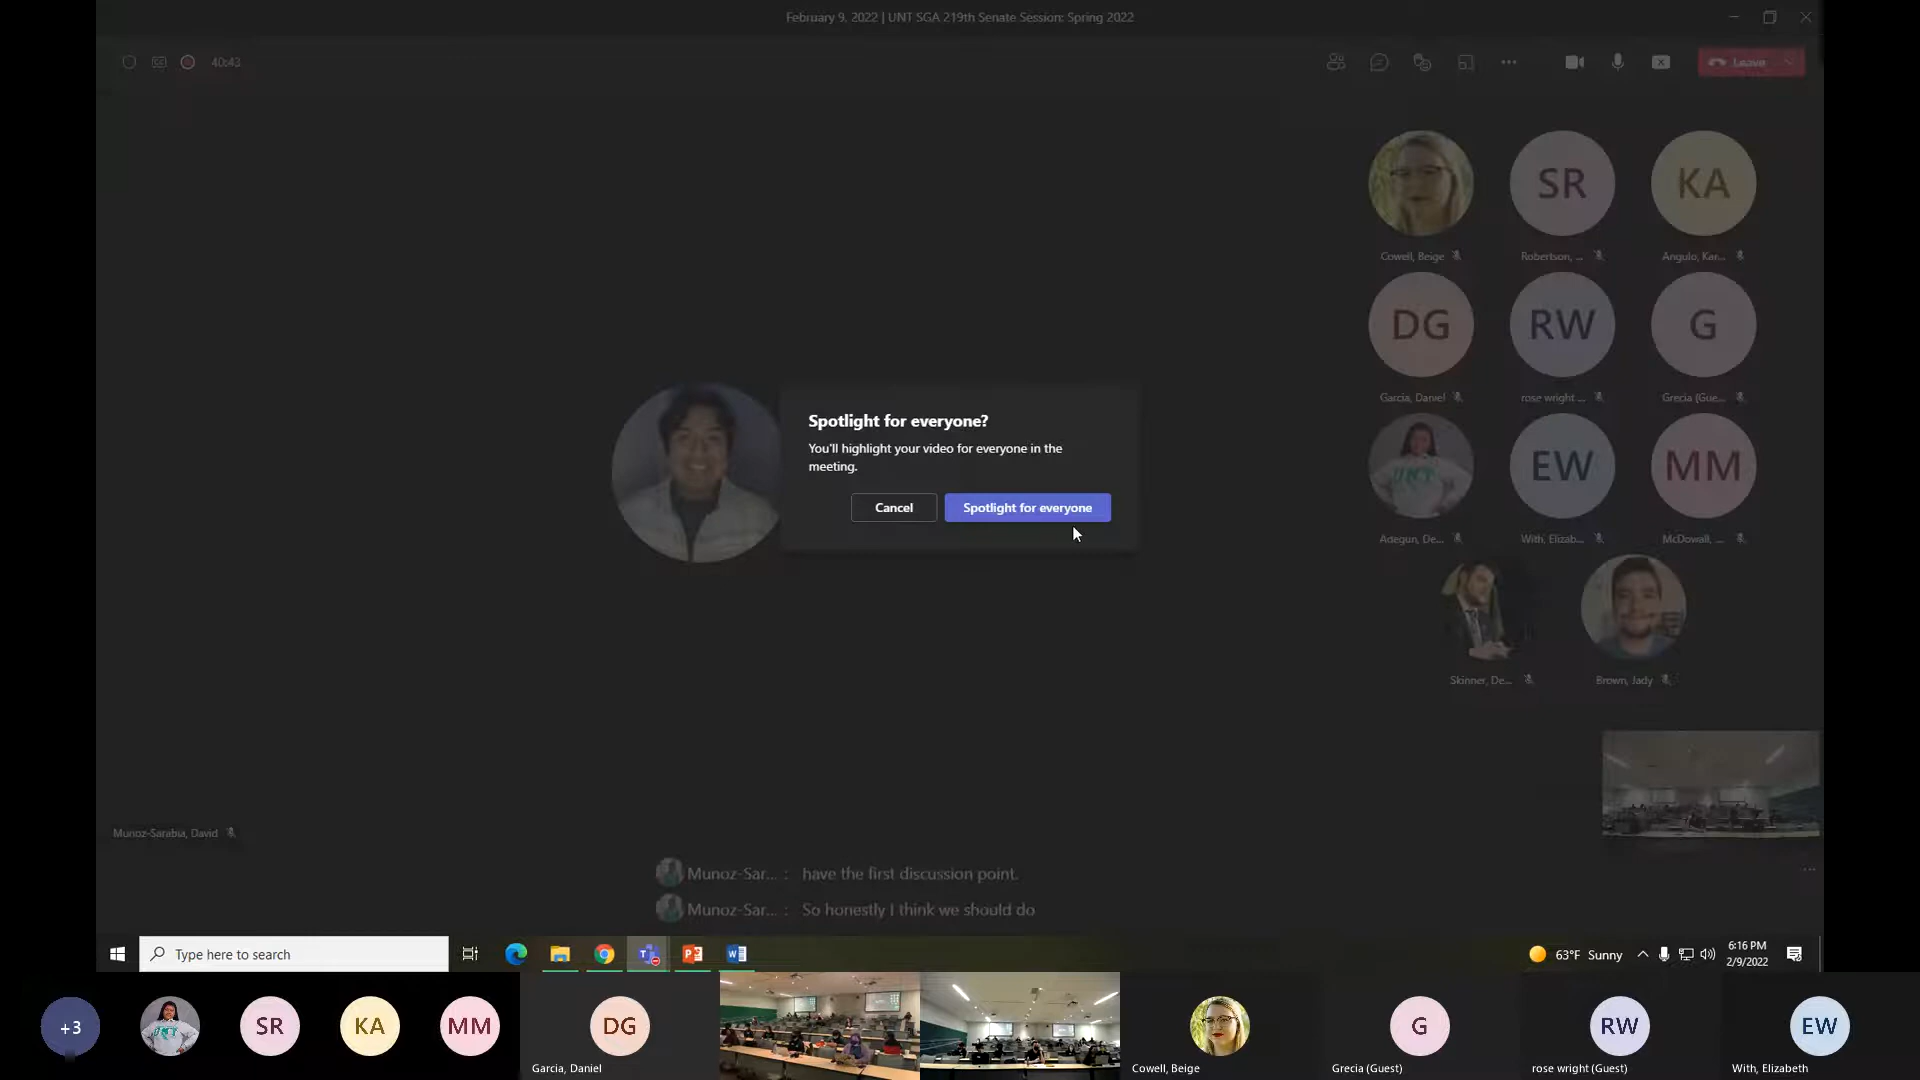 February 9, 2022 | UNT SGA 219th Senate Session: Spring 2022
CC
40:43
Leave
SR
KA
Cowell, Beige
Robertson, ...
Angulo, Kar...
DG
RW
G
Garcia, Daniel
rose wright ...
Grecia (Gue...
Spotlight for everyone?
You'll highlight your video for everyone in the
meeting.
Cancel
Spotlight for everyone
UNT
EW
MM
Adegun, De...
With, Elizab...
McDowall, ...
Skinner, De...
Brown, Jady
Munoz-Sarabia, David
Munoz-Sar... : have the first discussion point.
Munoz-Sar... : So honestly I think we should do
Type here to search
63°F Sunny
6:16 PM
2/9/2022
+3
SR
KA
MM
DG
G
RW
EW
Garcia, Daniel
Cowell, Beige
Grecia (Guest)
rose wright (Guest)
With, Elizabeth